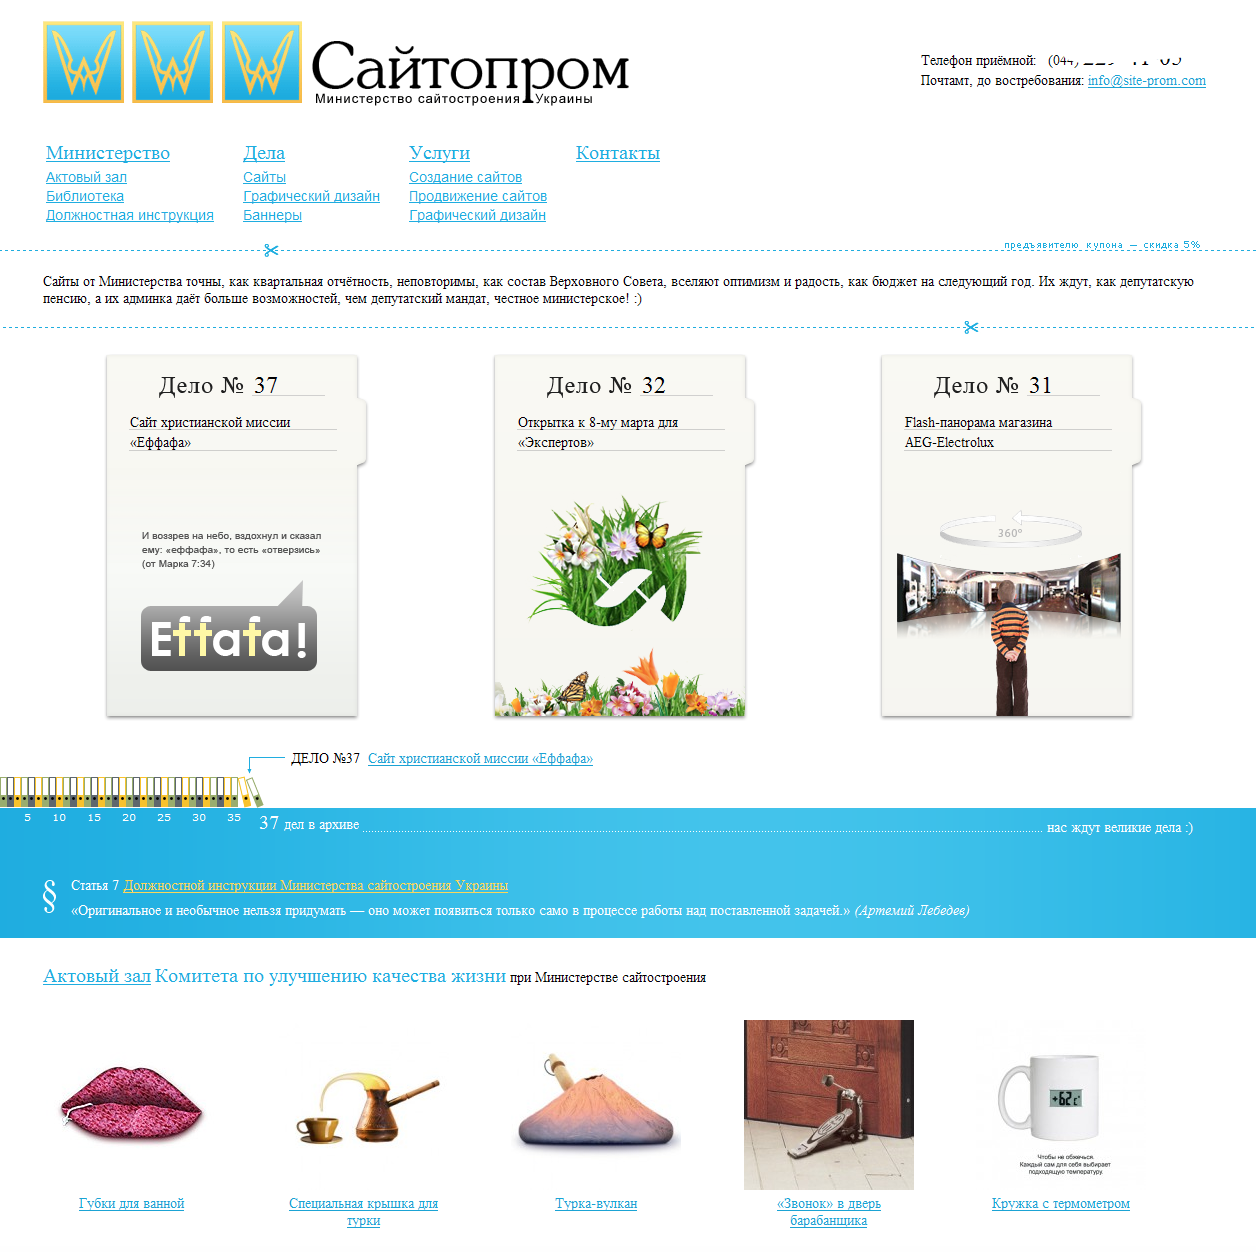 Сайтопром
Министерство сайтостроения Украины
Телефон приёмной: (044)
Почтамт, до востребования: info@site-prom.com
Министерство
Актовый зал
Библиотека
Должностная инструкция
Дела
Сайты
Графический дизайн
Баннеры
Услуги
Создание сайтов
Продвижение сайтов
Графический дизайн
Контакты
предъявителю купона — скидка 5%
Сайты от Министерства точны, как квартальная отчётность, неповторимы, как состав Верховного Совета, вселяют оптимизм и радость, как бюджет на следующий год. Их ждут, как депутатскую
пенсию, а их админка даёт больше возможностей, чем депутатский мандат, честное министерское! :)
Дело № 37
Сайт христианской миссии
«Еффафа»
И воззрев на небо, вздохнул и сказал
ему: «еффафа», то есть «отверзись»
(от Марка 7:34)
Effafa!
Дело № 32
Открытка к 8-му марта для
«Экспертов»
Дело № 31
Flash-панорама магазина
AEG-Electrolux
360°
ДЕЛО №37 Сайт христианской миссии «Еффафа»
5 10 15 20 25 30 35
37 дел в архиве
нас ждут великие дела :)
§ Статья 7 Должностной инструкции Министерства сайтостроения Украины
«Оригинальное и необычное нельзя придумать — оно может появиться только само в процессе работы над поставленной задачей.» (Артемий Лебедев)
Актовый зал Комитета по улучшению качества жизни при Министерстве сайтостроения
+62c°
Чтобы не обжечься.
Каждый сам для себя выбирает
подходящую температуру.
Губки для ванной
Специальная крышка для
турки
Турка-вулкан
«Звонок» в дверь
барабанщика
Кружка с термометром